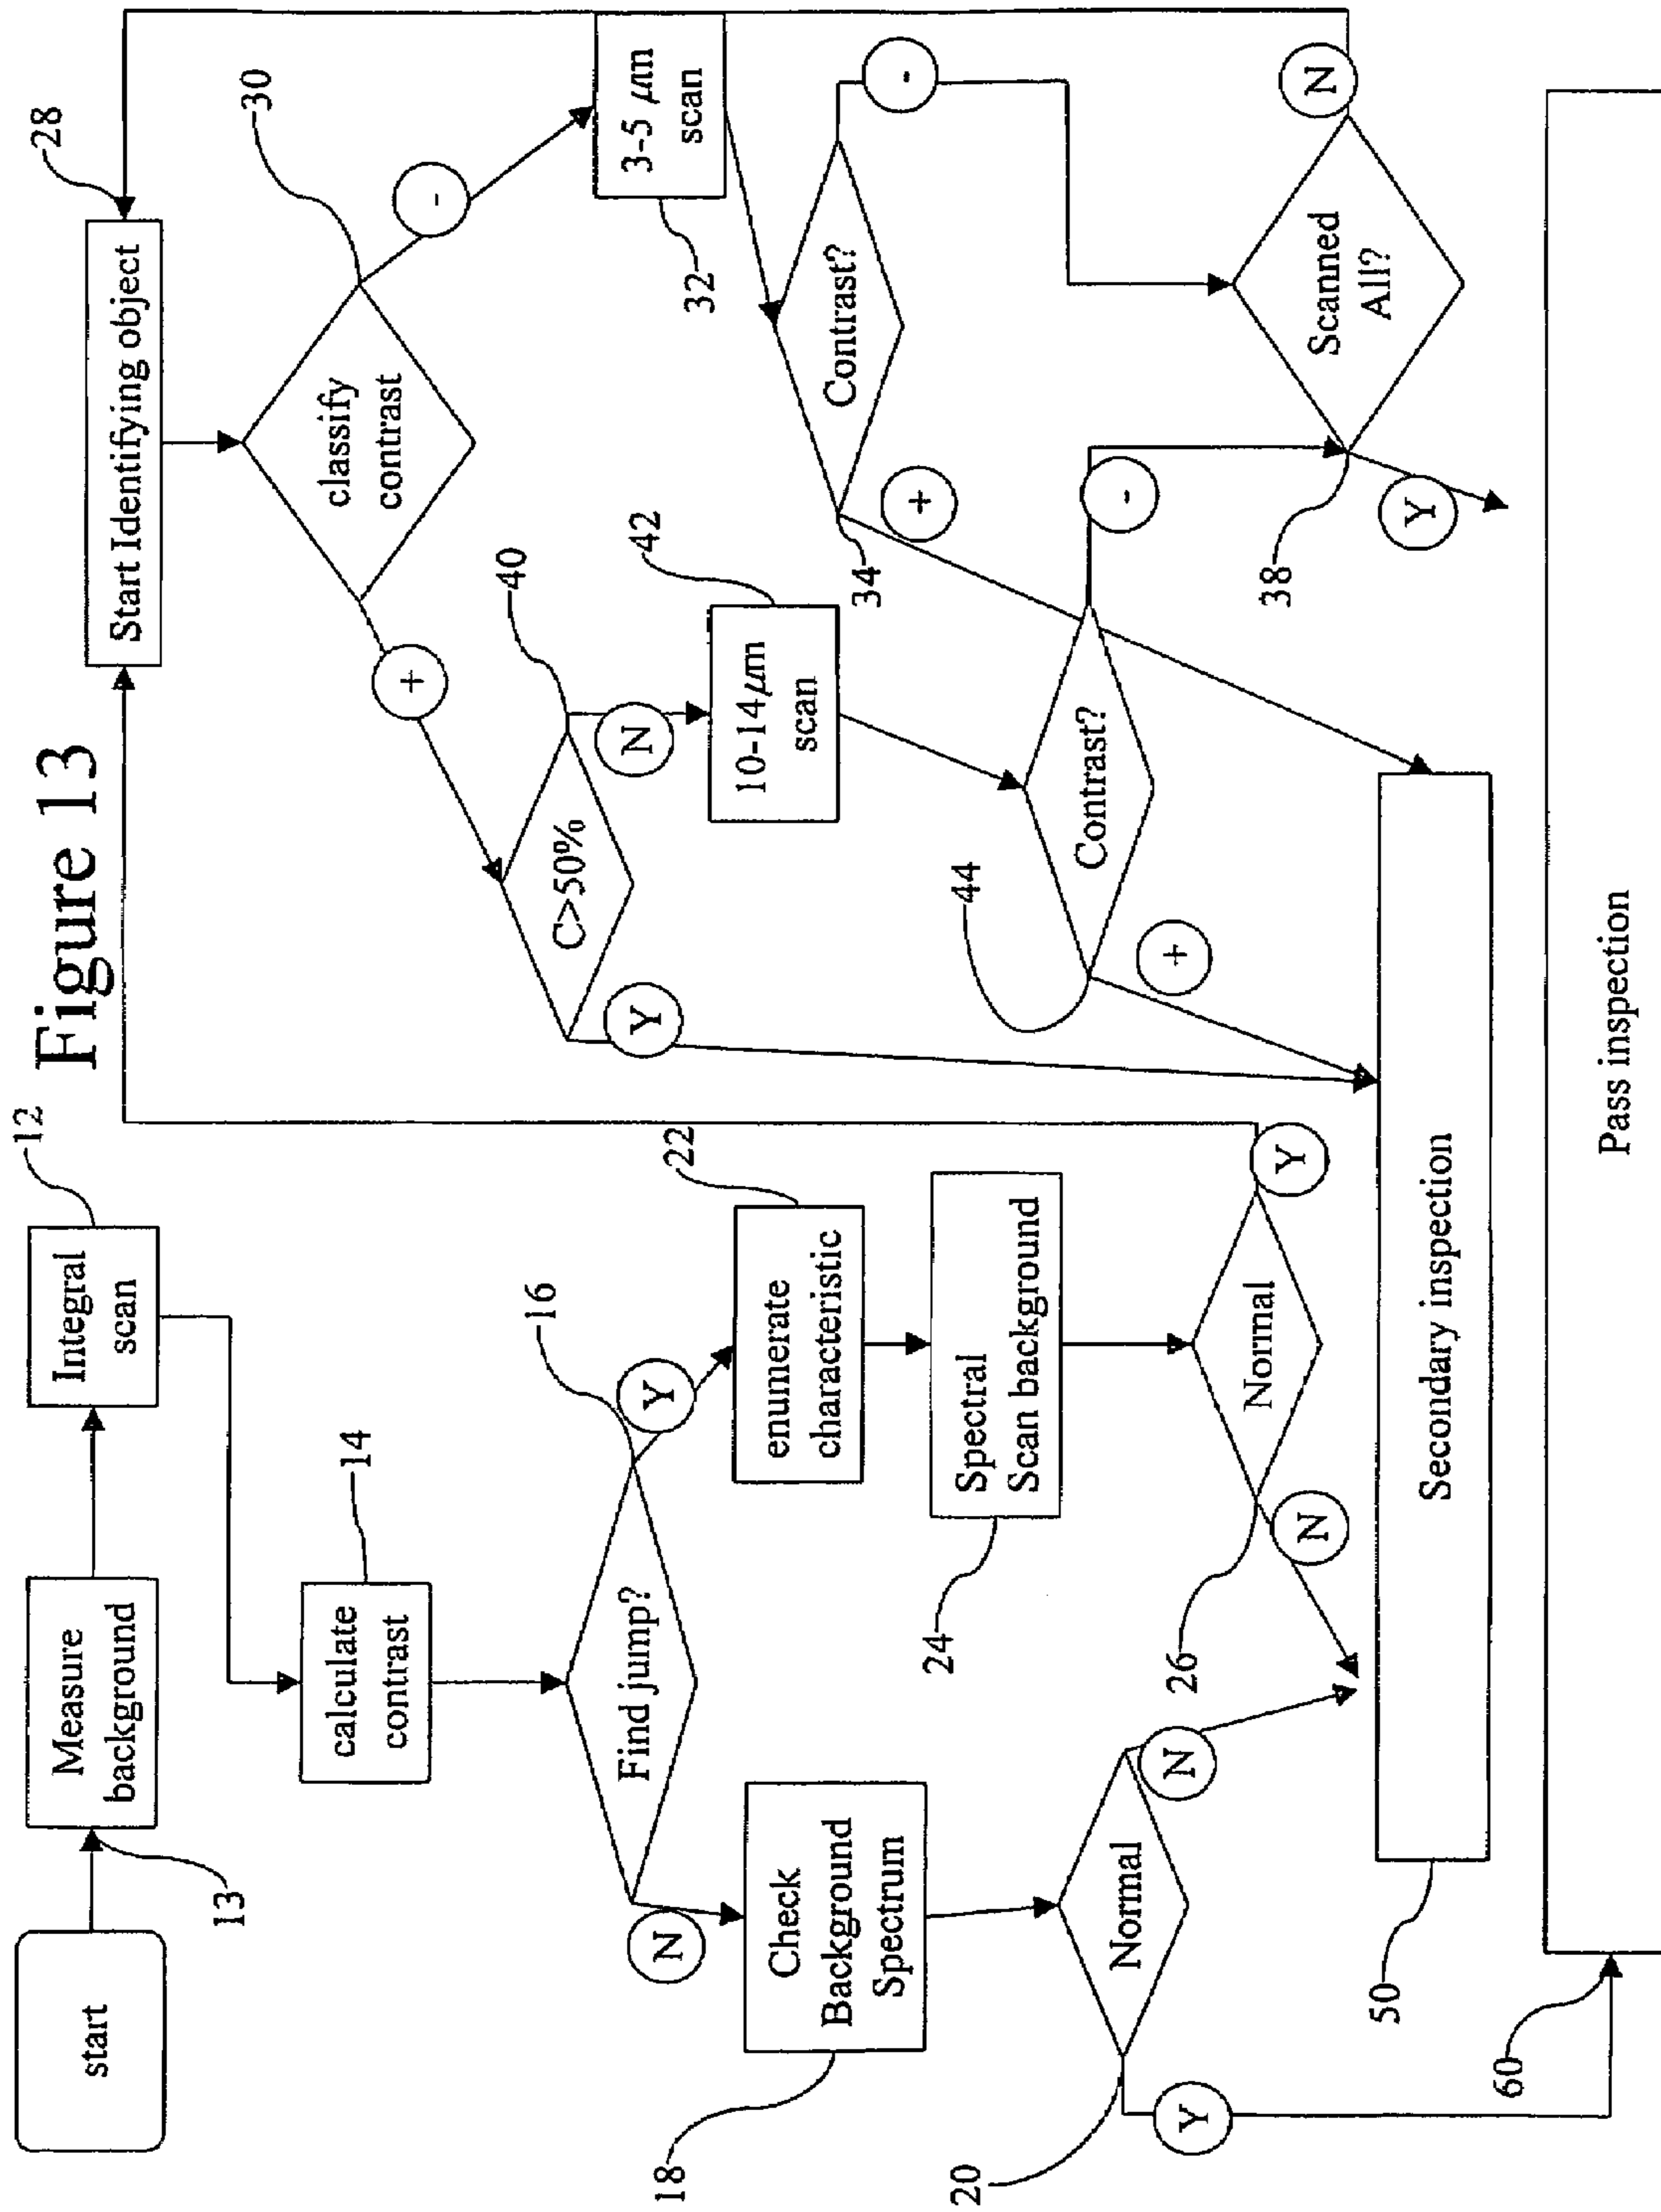 Figure 13
start
13
Measure
background
Integral
scan
12
calculate
contrast
14
Find jump?
16
N
Y
Check
Background
Spectrum
18
enumerate
characteristic
22
Spectral
Scan background
24
Normal
20
Y
N
Normal
26
N
Y
Start Identifying object
28
classify
contrast
30
+
-
C>50%
40
Y
N
10-14μm
scan
42
3-5 μm
scan
32
Contrast?
34
+
-
Contrast?
44
+
-
Scanned
All?
38
Y
N
Secondary inspection
50
Pass inspection
60